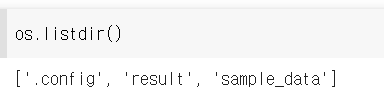 os.listdir()
['.config', 'result', 'sample_data']